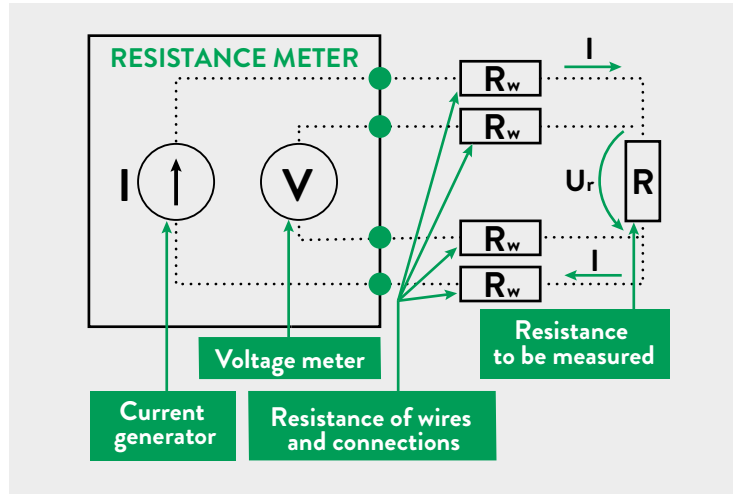 RESISTANCE METER
I
Rw
Rw
I
V
Ur
R
Rw
I
Rw
Voltage meter
Resistance
to be measured
Current
generator
Resistance of wires
and connections